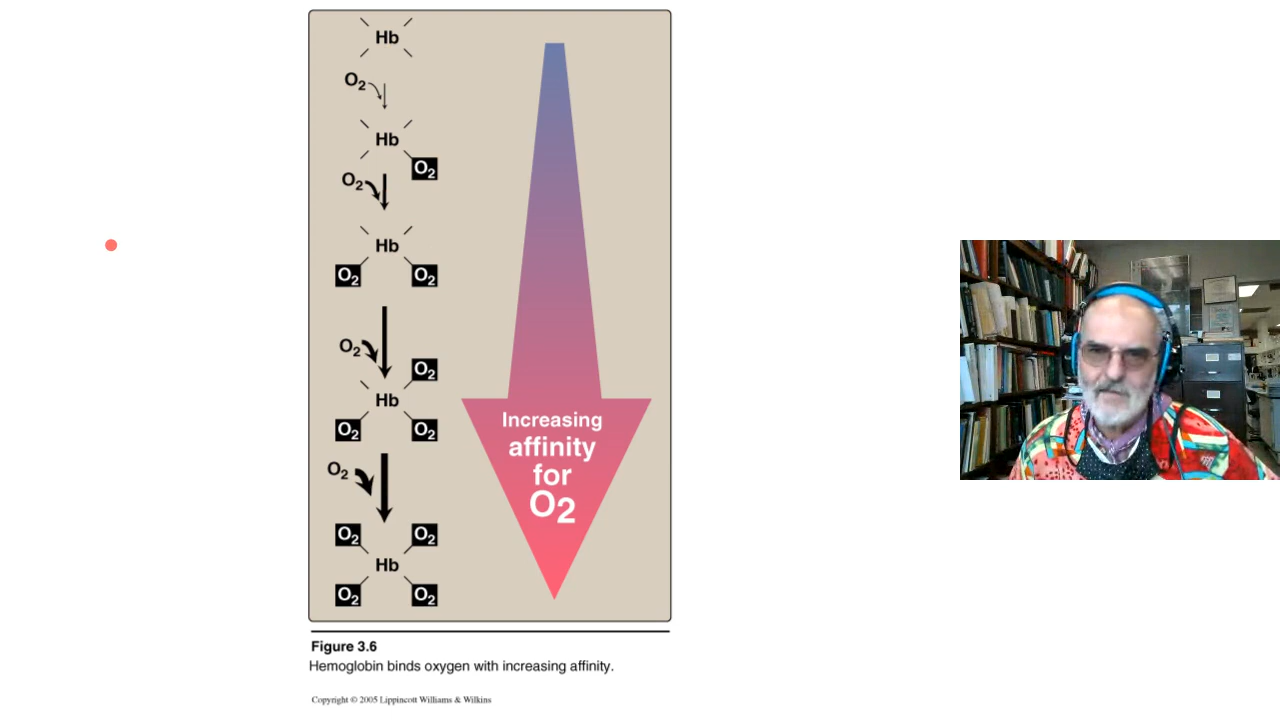 Hb
O2
Hb
O2
O2
Hb
O2 O2
O2
O2
Hb
O2 O2
O2
O2 O2
Hb
O2 O2
Increasing
affinity
for
O2
Figure 3.6
Hemoglobin binds oxygen with increasing affinity.
Copyright © 2005 Lippincott Williams & Wilkins